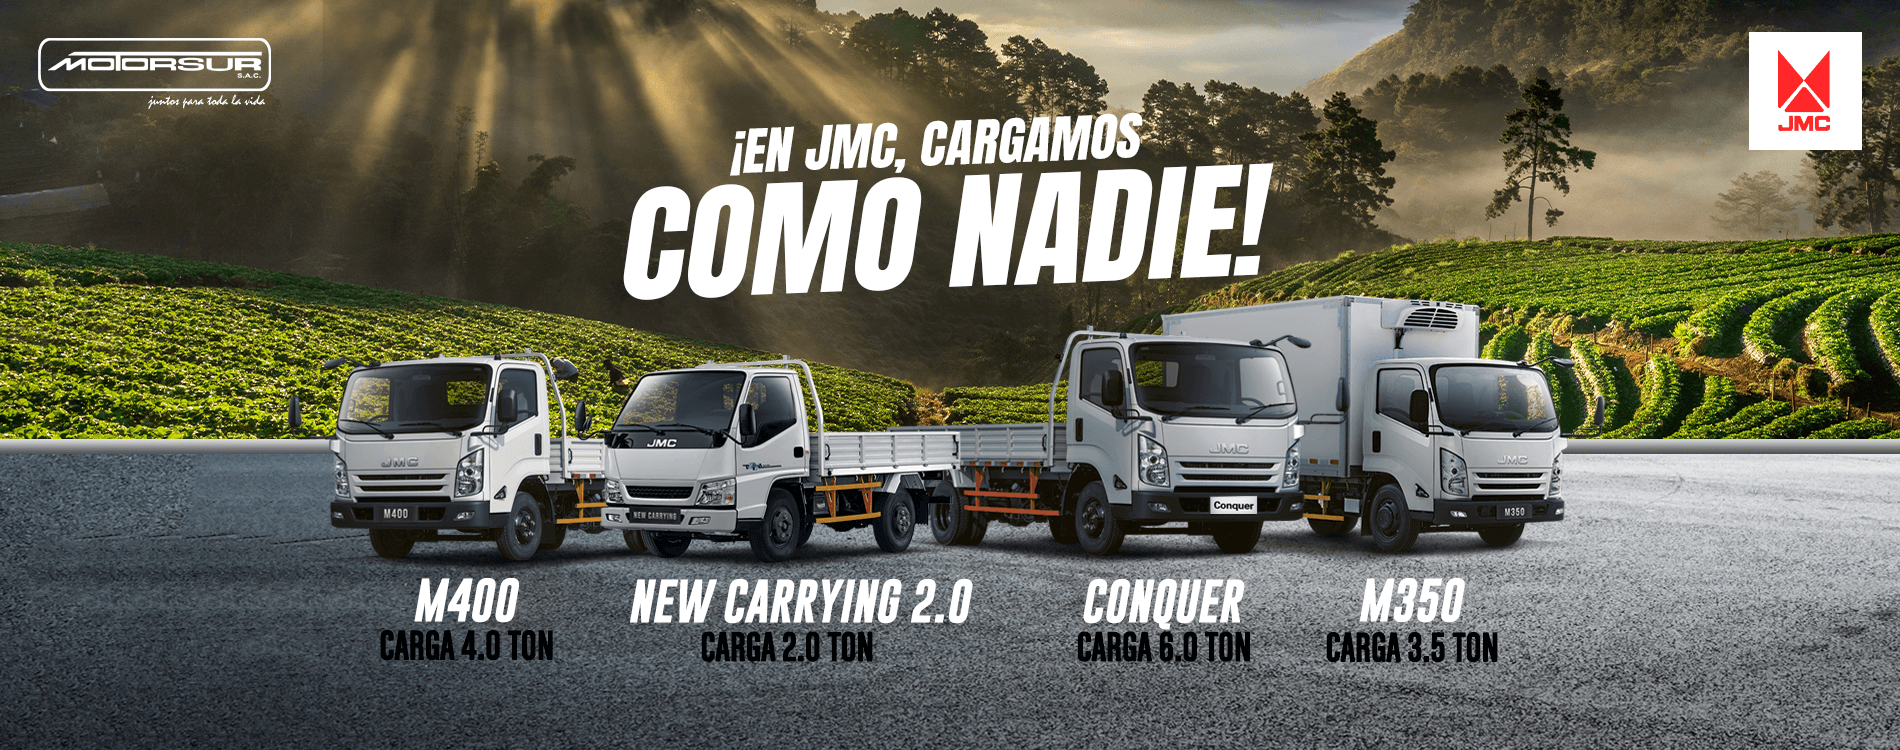 MOTORSUR
S.A.C.
juntos para toda la vida
JMC
¡EN JMC, CARGAMOS
COMO NADIE!
JMC
M400
JMC
NEW CARRYING
JMC
Conquer
JMC
M350
M400
CARGA 4.0 TON
NEW CARRYING 2.0
CARGA 2.0 TON
CONQUER
CARGA 6.0 TON
M350
CARGA 3.5 TON